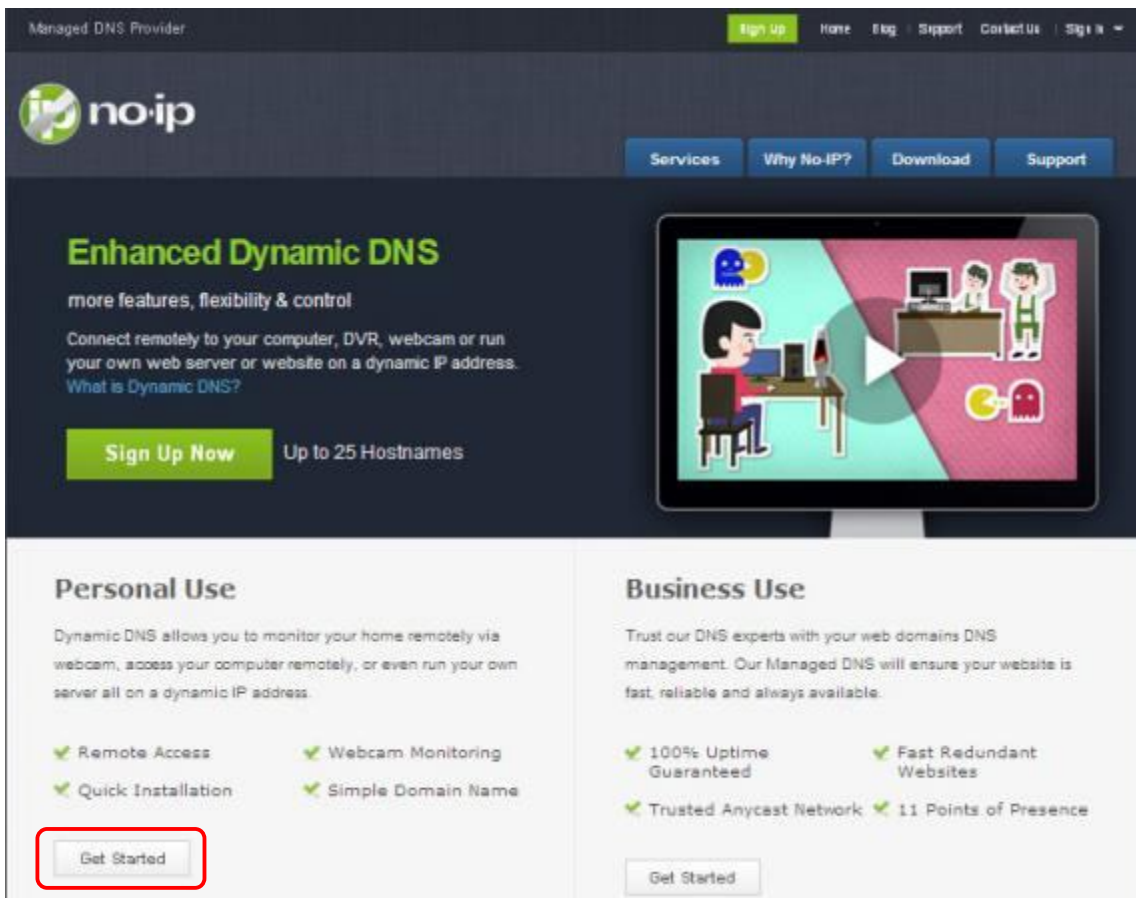 Managed DNS Provider
Sign Up Home Blog Support Contact Us Sign In
ip no·ip
Services Why No-IP? Download Support
Enhanced Dynamic DNS
more features, flexibility & control
Connect remotely to your computer, DVR, webcam or run
your own web server or website on a dynamic IP address.
What is Dynamic DNS?
Sign Up Now Up to 25 Hostnames
Personal Use
Dynamic DNS allows you to monitor your home remotely via
webcam, access your computer remotely, or even run your own
server all on a dynamic IP address.
Remote Access
Webcam Monitoring
Quick Installation
Simple Domain Name
Get Started
Business Use
Trust our DNS experts with your web domains DNS
management. Our Managed DNS will ensure your website is
fast, reliable and always available.
100% Uptime
Guaranteed
Fast Redundant
Websites
Trusted Anycast Network
11 Points of Presence
Get Started